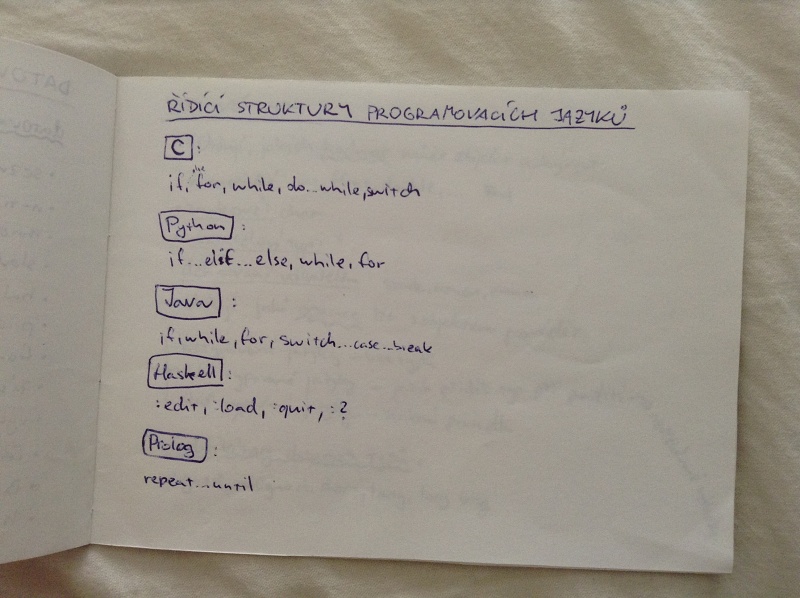 ŘÍDÍCÍ STRUKTURY PROGRAMOVACÍCH JAZYKŮ
C:
if, for, while, do...while, switch
Python:
if...elif...else, while, for
Java:
if, while, for, switch...case...break
Haskell:
:edit, :load, :quit, :?
Prolog:
repeat...until